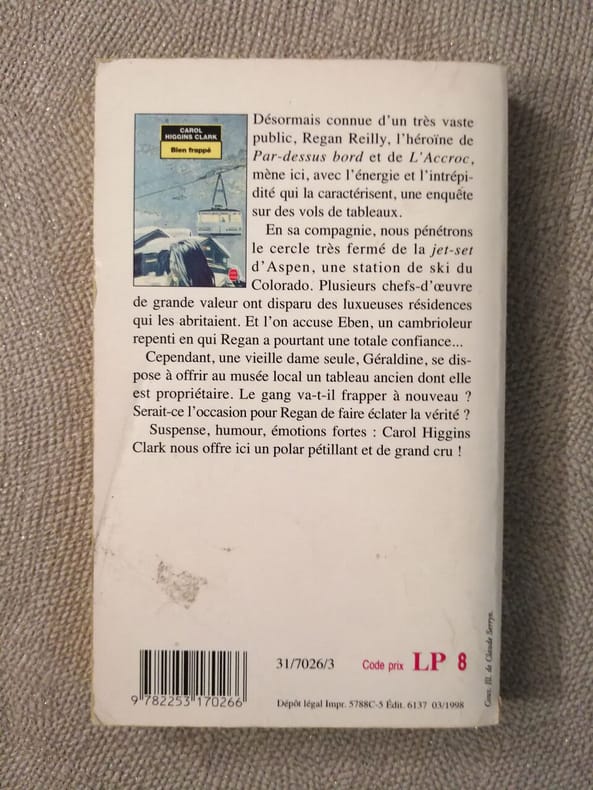 CAROL
HIGGINS CLARK
Bien frappé
Désormais connue d'un très vaste
public, Regan Reilly, l'héroïne de
Par-dessus bord et de L'Accroc,
mène ici, avec l'énergie et l'intrépi-
dité qui la caractérisent, une enquête
sur des vols de tableaux.
En sa compagnie, nous pénétrons
le cercle très fermé de la jet-set
d'Aspen, une station de ski du
Colorado. Plusieurs chefs-d'œuvre
de grande valeur ont disparu des luxueuses résidences
qui les abritaient. Et l'on accuse Eben, un cambrioleur
repenti en qui Regan a pourtant une totale confiance...
Cependant, une vieille dame seule, Géraldine, se dis-
pose à offrir au musée local un tableau ancien dont elle
est propriétaire. Le gang va-t-il frapper à nouveau ?
Serait-ce l'occasion pour Regan de faire éclater la vérité ?
Suspense, humour, émotions fortes : Carol Higgins
Clark nous offre ici un polar pétillant et de grand cru !
31/7026/3
Code prix LP 8
9 782253 170266
Dépôt légal Impr. 5788C-5 Édit. 6137 03/1998
Couv. Ill. de Claude Serryn.